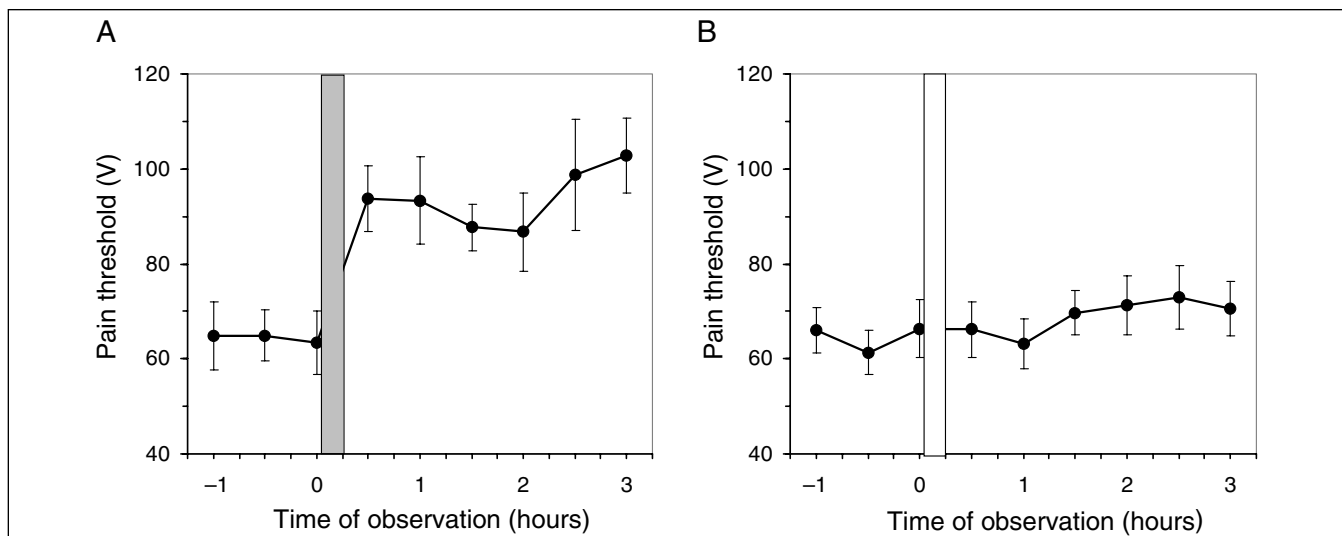 A
120
100
80
60
40
Pain threshold (V)
–1 0 1 2 3
Time of observation (hours)
B
120
100
80
60
40
Pain threshold (V)
–1 0 1 2 3
Time of observation (hours)